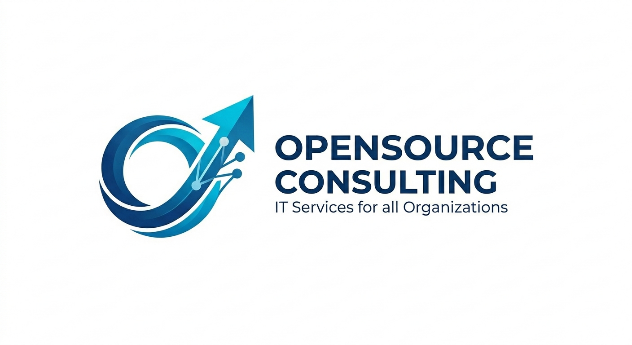 OPENSOURCE
CONSULTING
IT Services for all Organizations